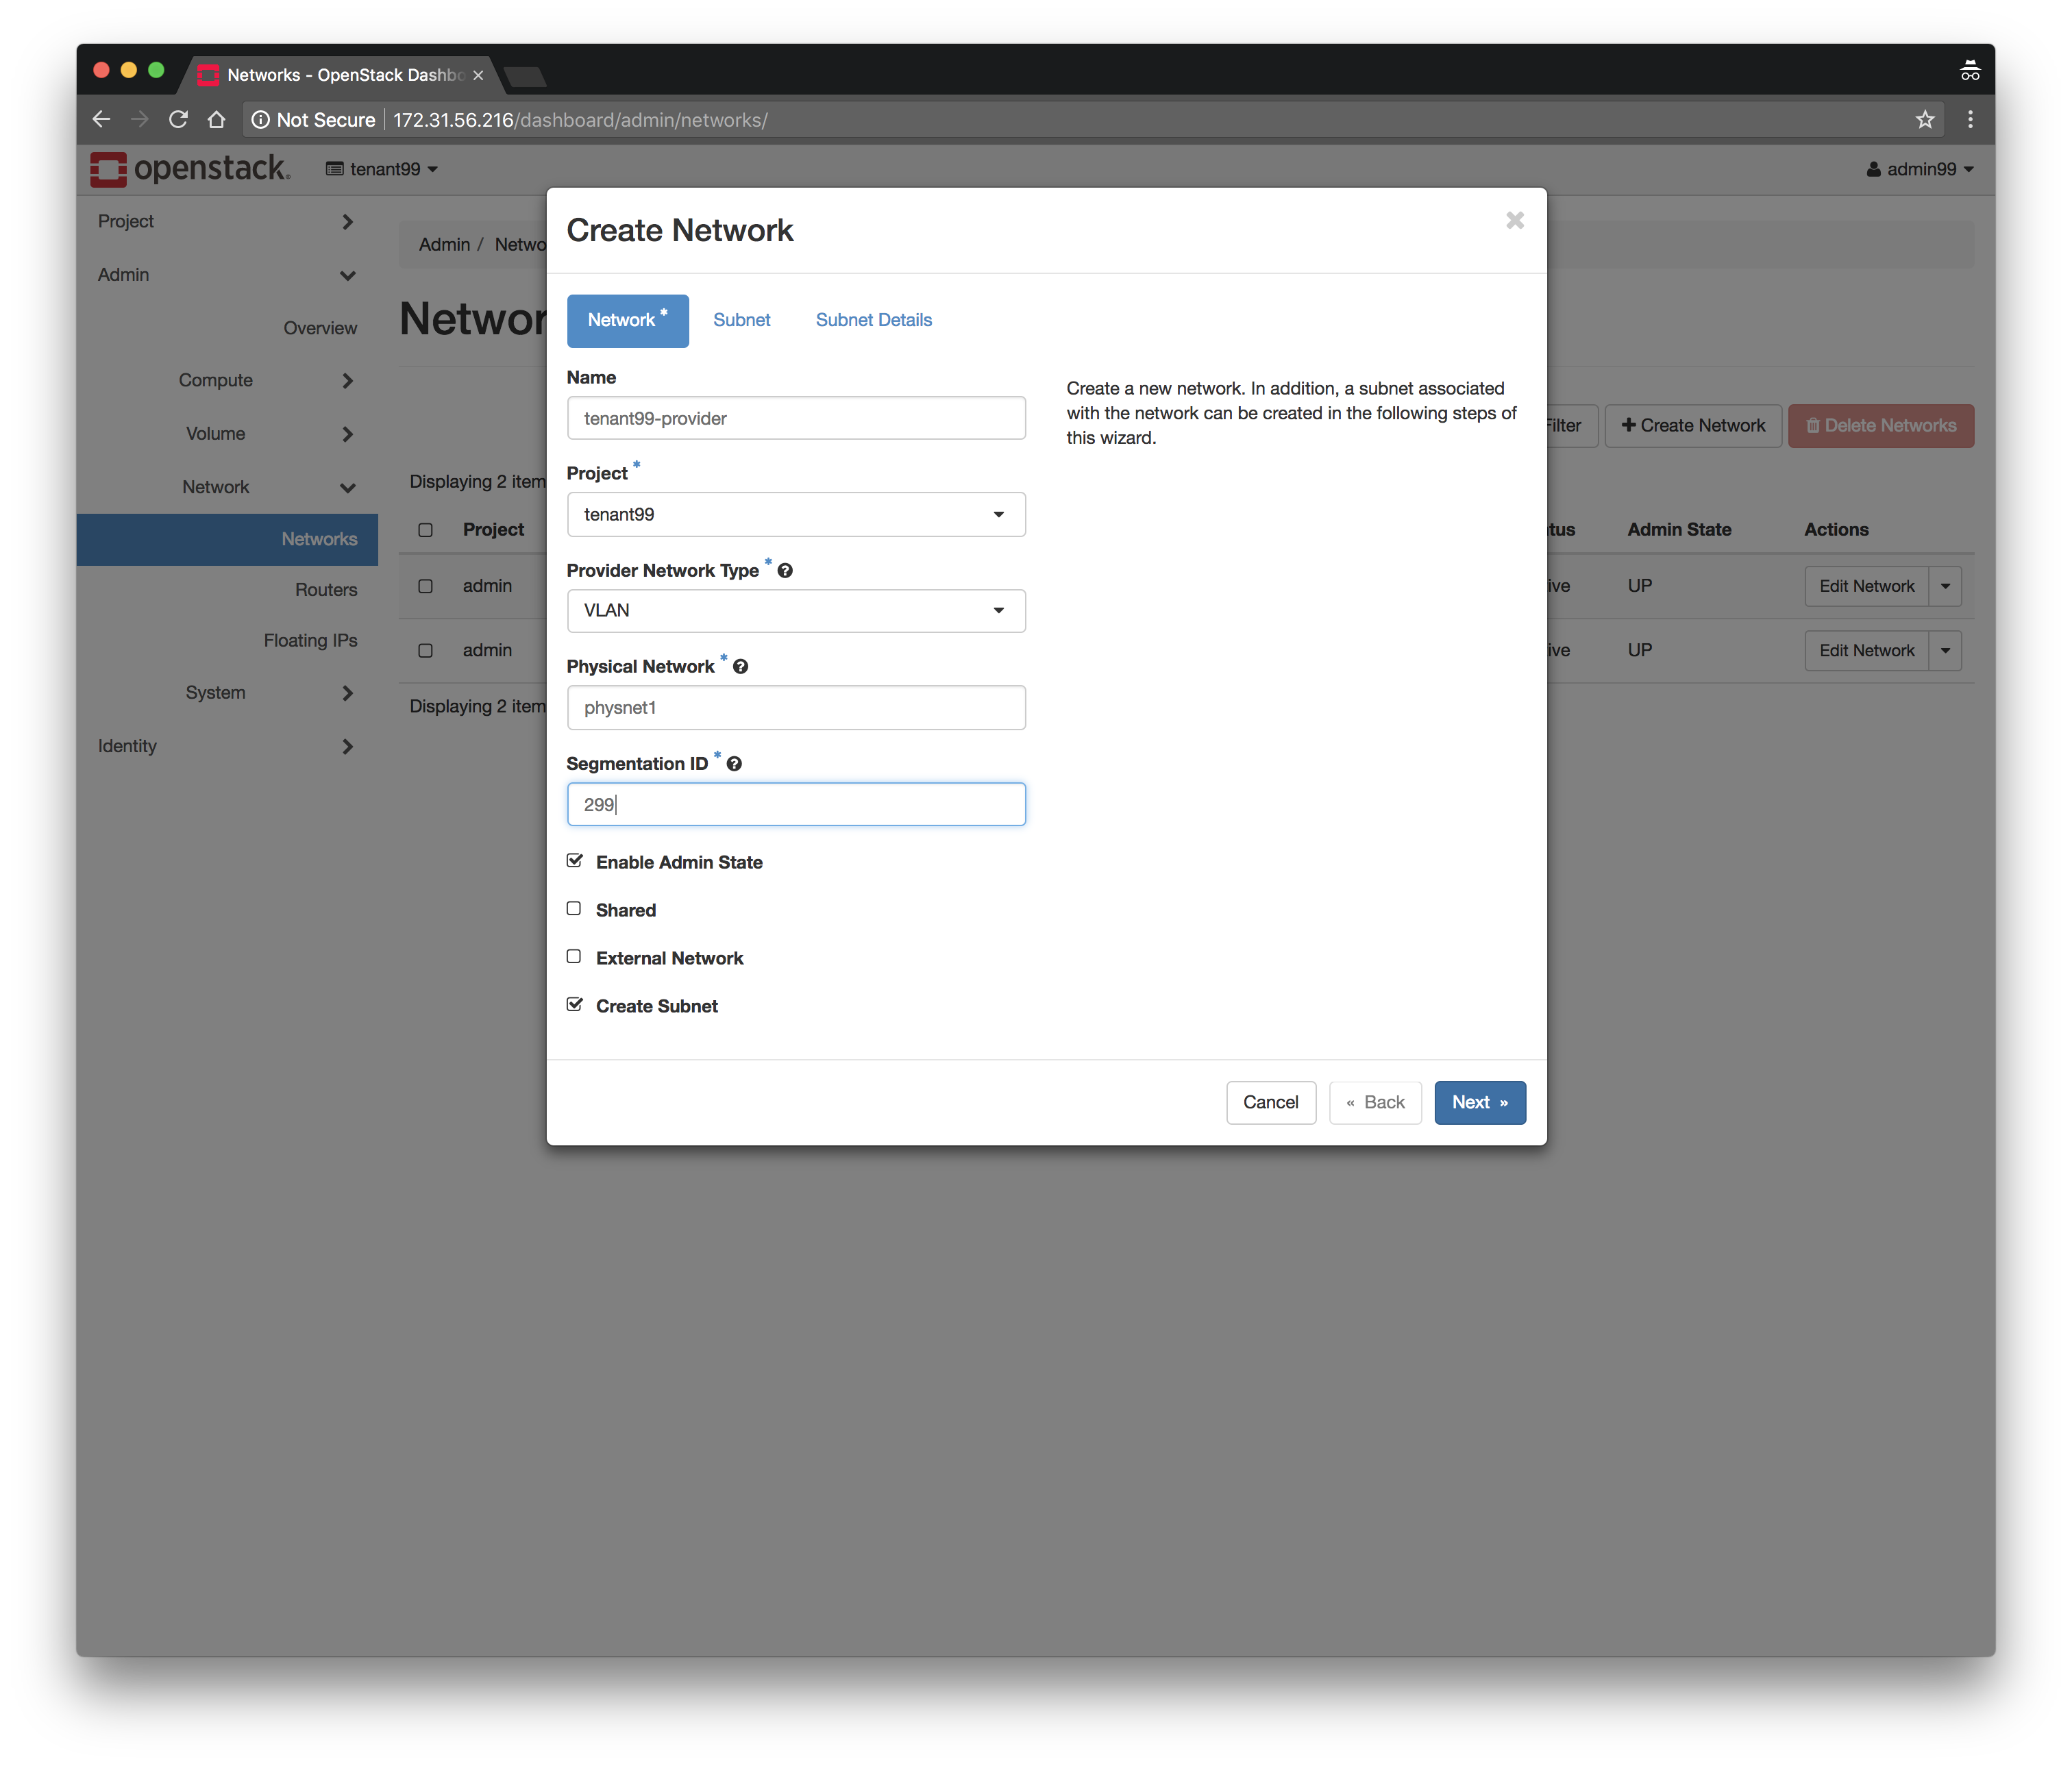 Networks - OpenStack Dashbo
Not Secure 172.31.56.216/dashboard/admin/networks/
openstack. tenant99 admin99
Project
Admin
Overview
Compute
Volume
Network
Networks
Routers
Floating IPs
System
Identity
Admin / Netwo
Networ
Filter Create Network Delete Networks
Displaying 2 item
Project tus Admin State Actions
admin ive UP Edit Network
admin ive UP Edit Network
Displaying 2 item
Create Network
Network * Subnet Subnet Details
Name
tenant99-provider
Project *
tenant99
Provider Network Type *
VLAN
Physical Network *
physnet1
Segmentation ID *
299
Enable Admin State
Shared
External Network
Create Subnet
Create a new network. In addition, a subnet associated
with the network can be created in the following steps of
this wizard.
Cancel « Back Next »